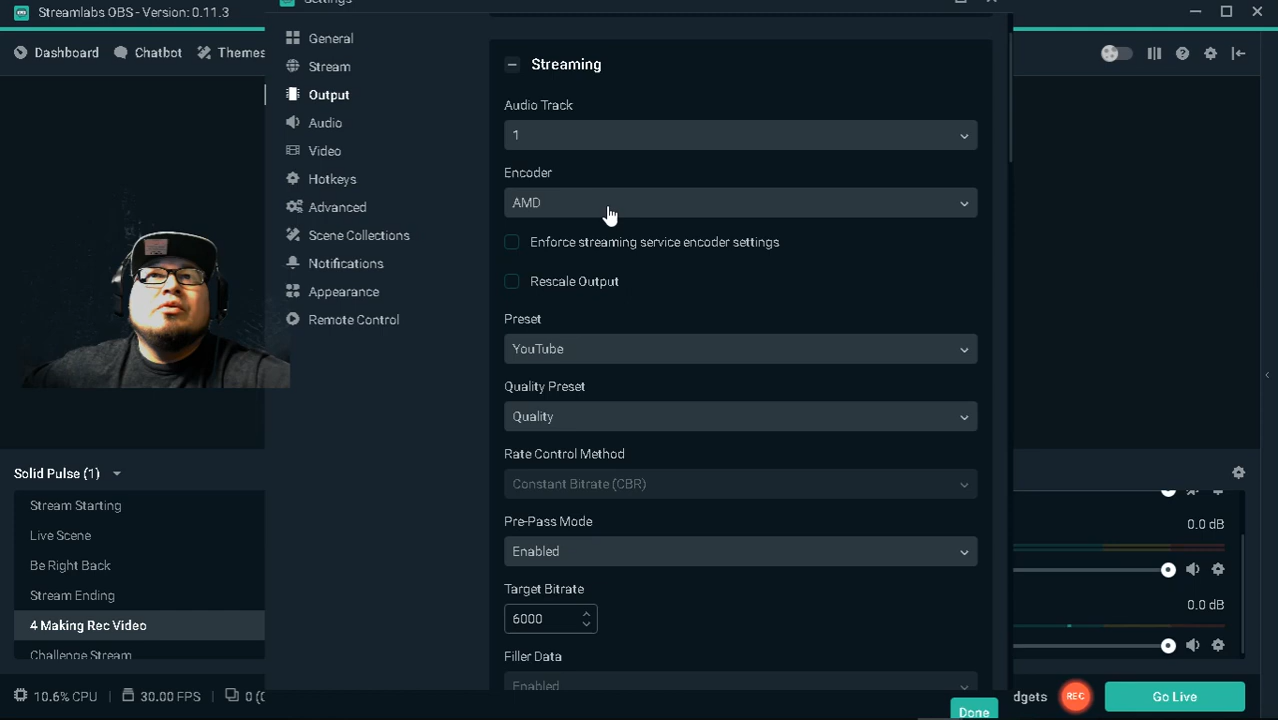 Streamlabs OBS - Version: 0.11.3
Settings
Dashboard
Chatbot
Themes
General
Stream
Output
Audio
Video
Hotkeys
Advanced
Scene Collections
Notifications
Appearance
Remote Control
Streaming
Audio Track
1
Encoder
AMD
Enforce streaming service encoder settings
Rescale Output
Preset
YouTube
Quality Preset
Quality
Rate Control Method
Constant Bitrate (CBR)
Pre-Pass Mode
Enabled
Target Bitrate
6000
Filler Data
Enabled
Done
Solid Pulse (1)
Stream Starting
Live Scene
Be Right Back
Stream Ending
4 Making Rec Video
Challenge Stream
0.0 dB
0.0 dB
10.6% CPU
30.00 FPS
0 (0
dgets
REC
Go Live